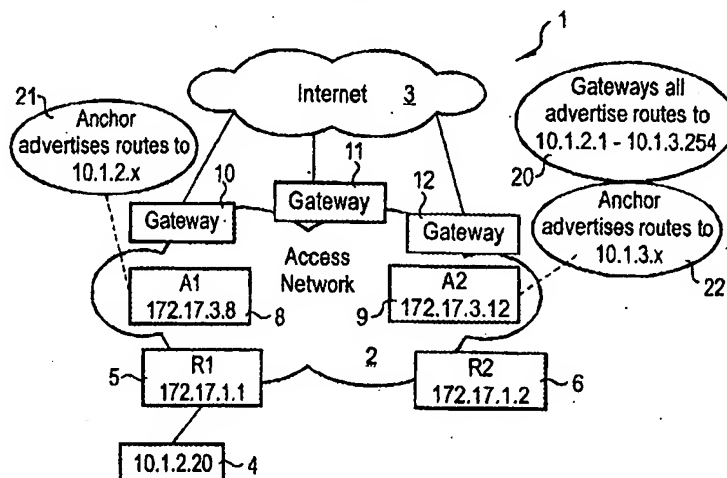 1
Internet 3
21
Anchor
advertises routes to
10.1.2.x
Gateways all
advertise routes to
10.1.2.1 - 10.1.3.254
20
10
Gateway
11
Gateway
12
Gateway
Anchor
advertises routes to
10.1.3.x
22
Access
Network
A1
172.17.3.8
8
9
A2
172.17.3.12
2
5
R1
172.17.1.1
R2
172.17.1.2
6
10.1.2.20
4